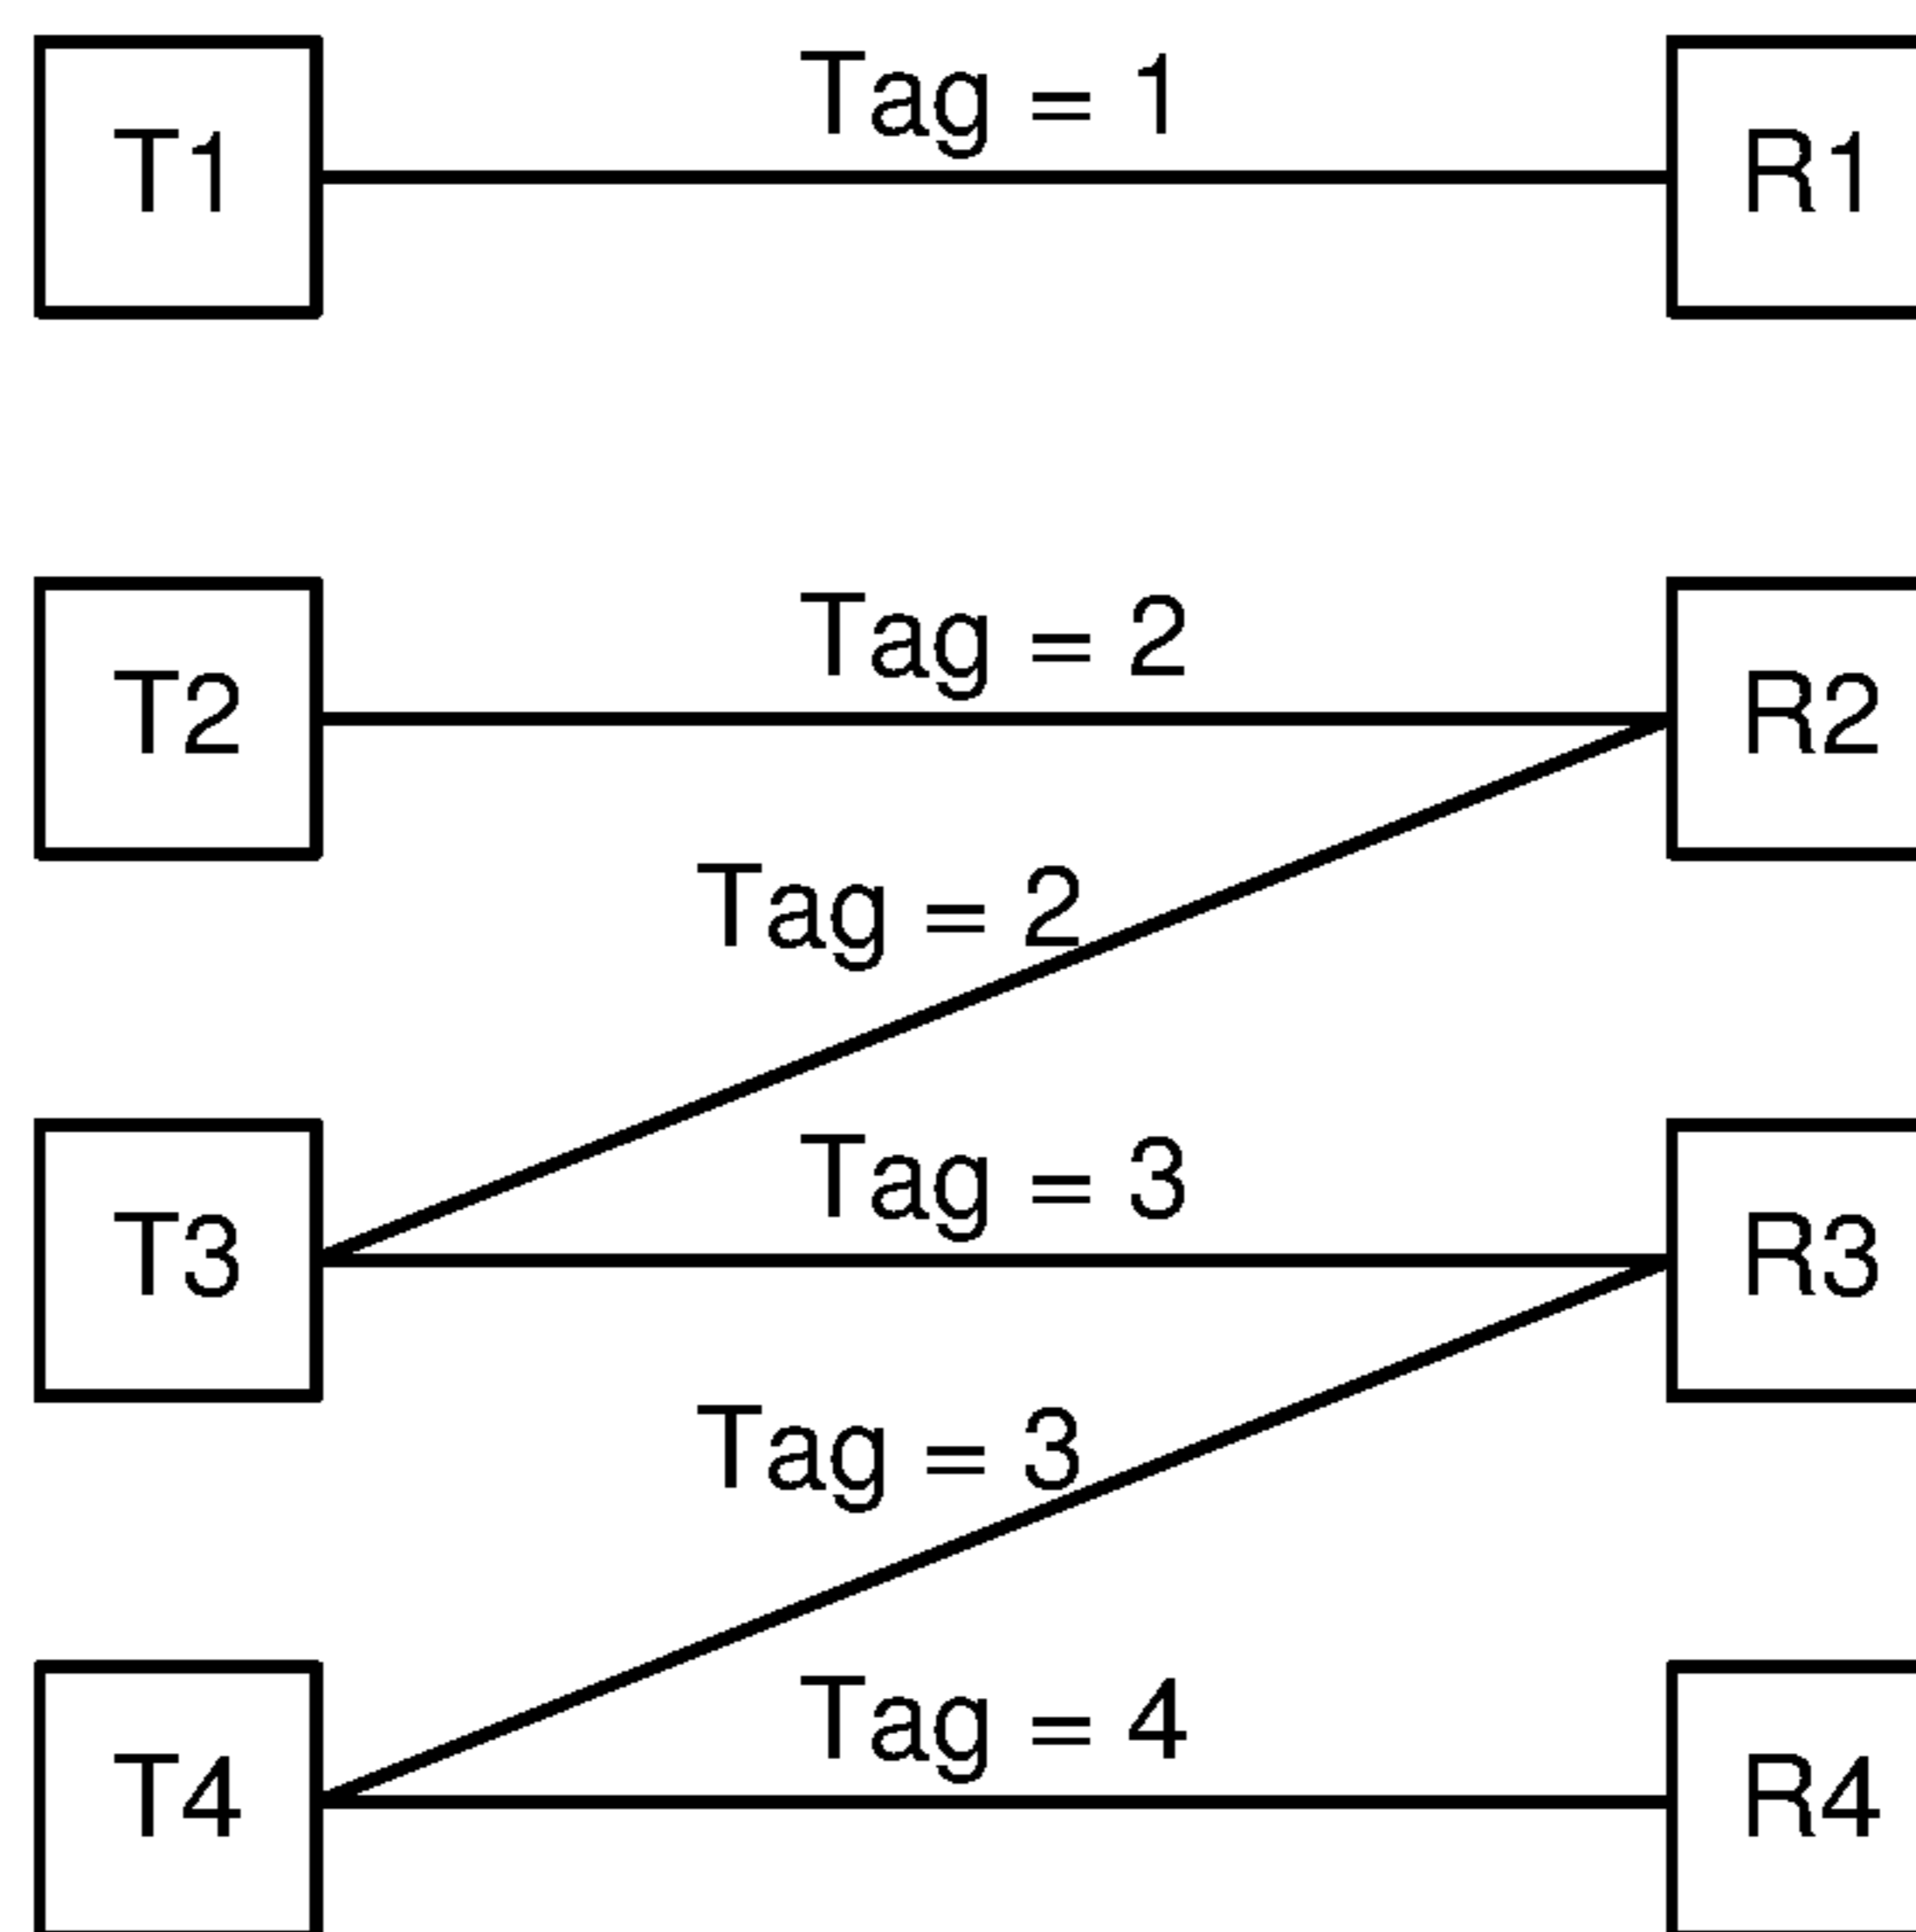 T1 Tag = 1 R1
T2 Tag = 2 R2
Tag = 2
T3 Tag = 3 R3
Tag = 3
T4 Tag = 4 R4